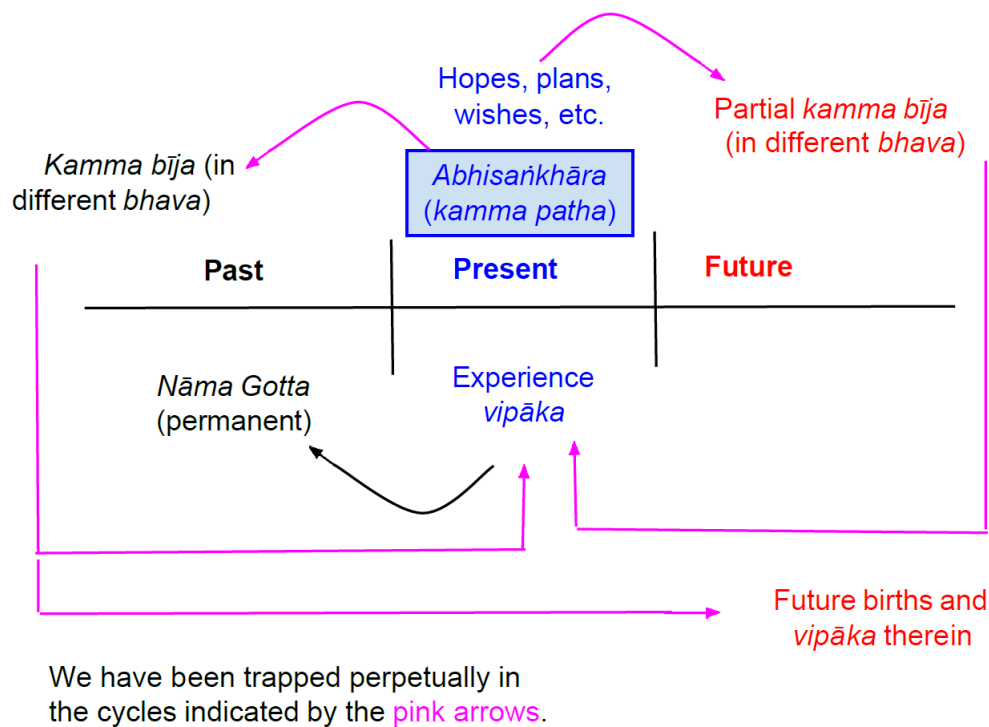 Hopes, plans,
wishes, etc.
Partial kamma bīja
(in different bhava)
Kamma bīja (in
different bhava)
Abhisaṅkhāra
(kamma patha)
Past
Present
Future
Nāma Gotta
(permanent)
Experience
vipāka
Future births and
vipāka therein
We have been trapped perpetually in
the cycles indicated by the pink arrows.